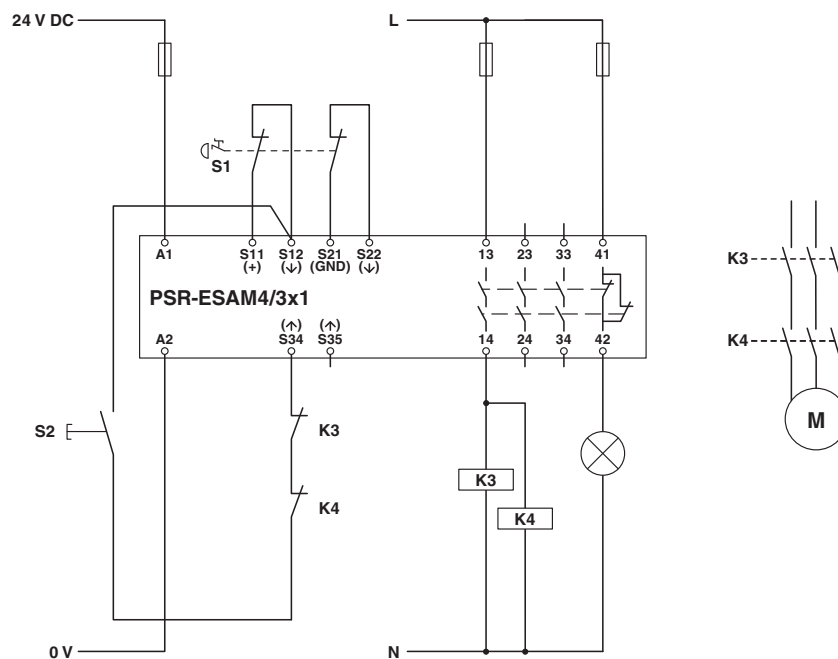 24 V DC
L
S1
A1
S11
(+)
S12
(↓)
S21
(GND)
S22
(↓)
13
23
33
41
PSR-ESAM4/3x1
A2
(↑)
S34
(↑)
S35
14
24
34
42
K3
K4
M
S2
K3
K4
K3
K4
0 V
N